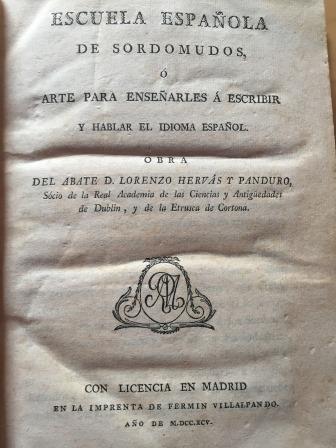 ESCUELA ESPAÑOLA
DE SORDOMUDOS,
Ó
ARTE PARA ENSEÑARLES Á ESCRIBIR
Y HABLAR EL IDIOMA ESPAÑOL.
OBRA
DEL ABATE D. LORENZO HERVÁS Y PANDURO,
Sócio de la Real Academia de las Ciencias y Antigüedades
de Dublin, y de la Etrusca de Cortona.
CON LICENCIA EN MADRID
EN LA IMPRENTA DE FERMIN VILLALPANDO.
AÑO DE M.DCC.XCV.